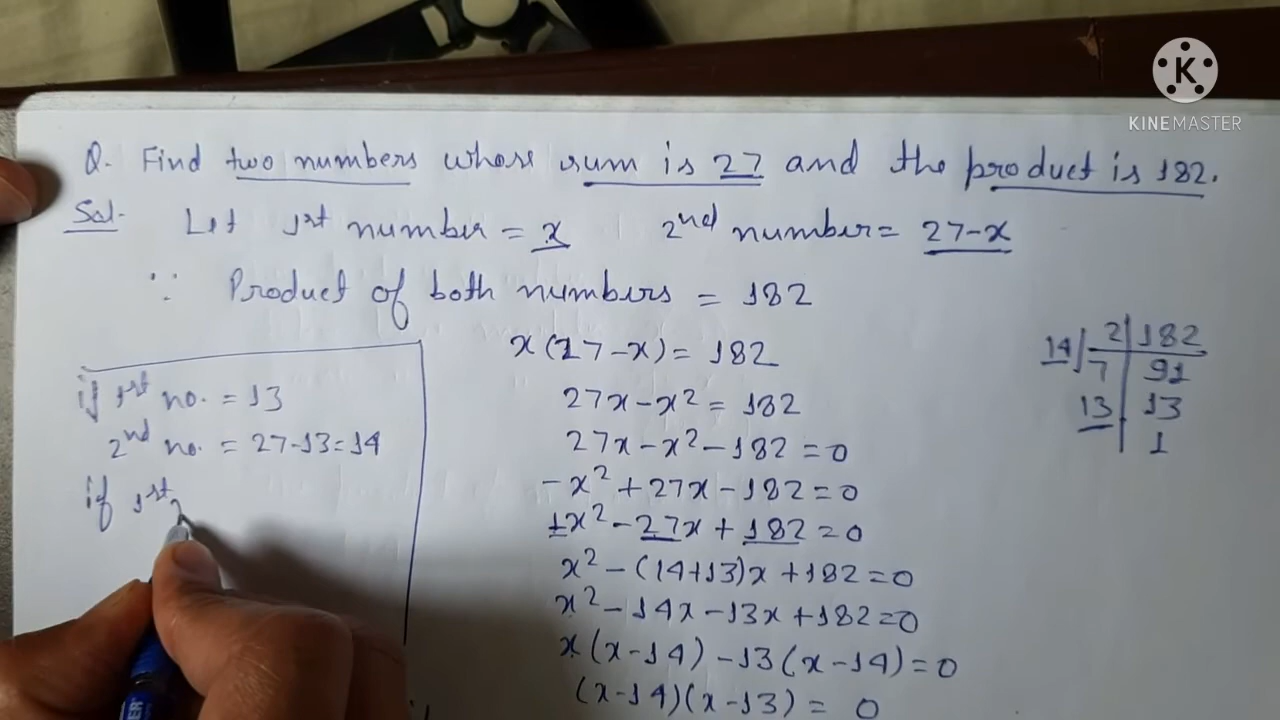 KINEMASTER
Q. Find two numbers whose sum is 27 and the product is 182.
Sol- Let 1st number = x 2nd number = 27-x
∵ Product of both numbers = 182
x(27-x) = 182
27x-x² = 182
27x-x²-182=0
-x²+27x-182=0
1x²-27x+182=0
x²-(14+13)x+182=0
x²-14x-13x+182=0
x(x-14)-13(x-14)=0
(x-14)(x-13) = 0
if 1st no. = 13
2nd no. = 27-13=14
if 1st
14 2 182
7 91
13 13
1